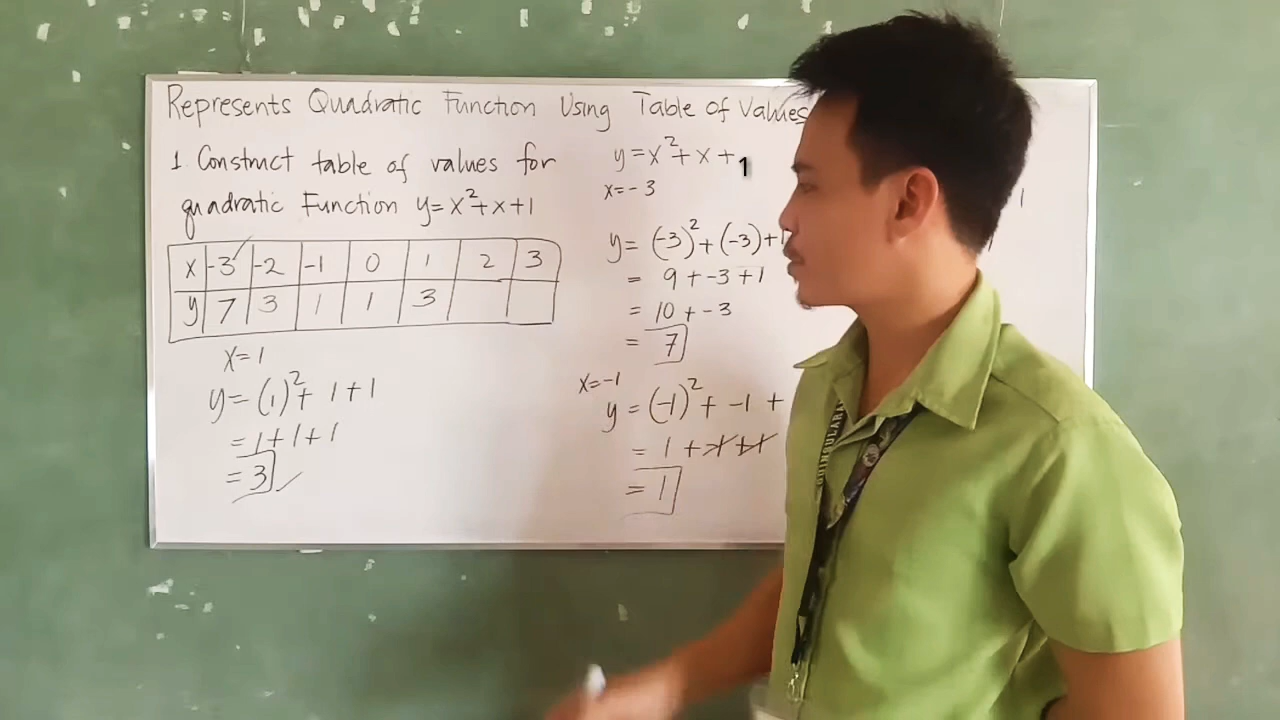 Represents Quadratic Function Using Table of Values
1. Construct table of values for
quadratic Function y=x²+x+1
x -3 -2 -1 0 1 2 3
y 7 3 1 1 3
x=1
y=(1)²+1+1
=1+1+1
=3
y=x²+x+1
x=-3
y=(-3)²+(-3)+1
=9+-3+1
=10+-3
=7
x=-1
y=(-1)²+-1+
=1+-1+1
=1
1